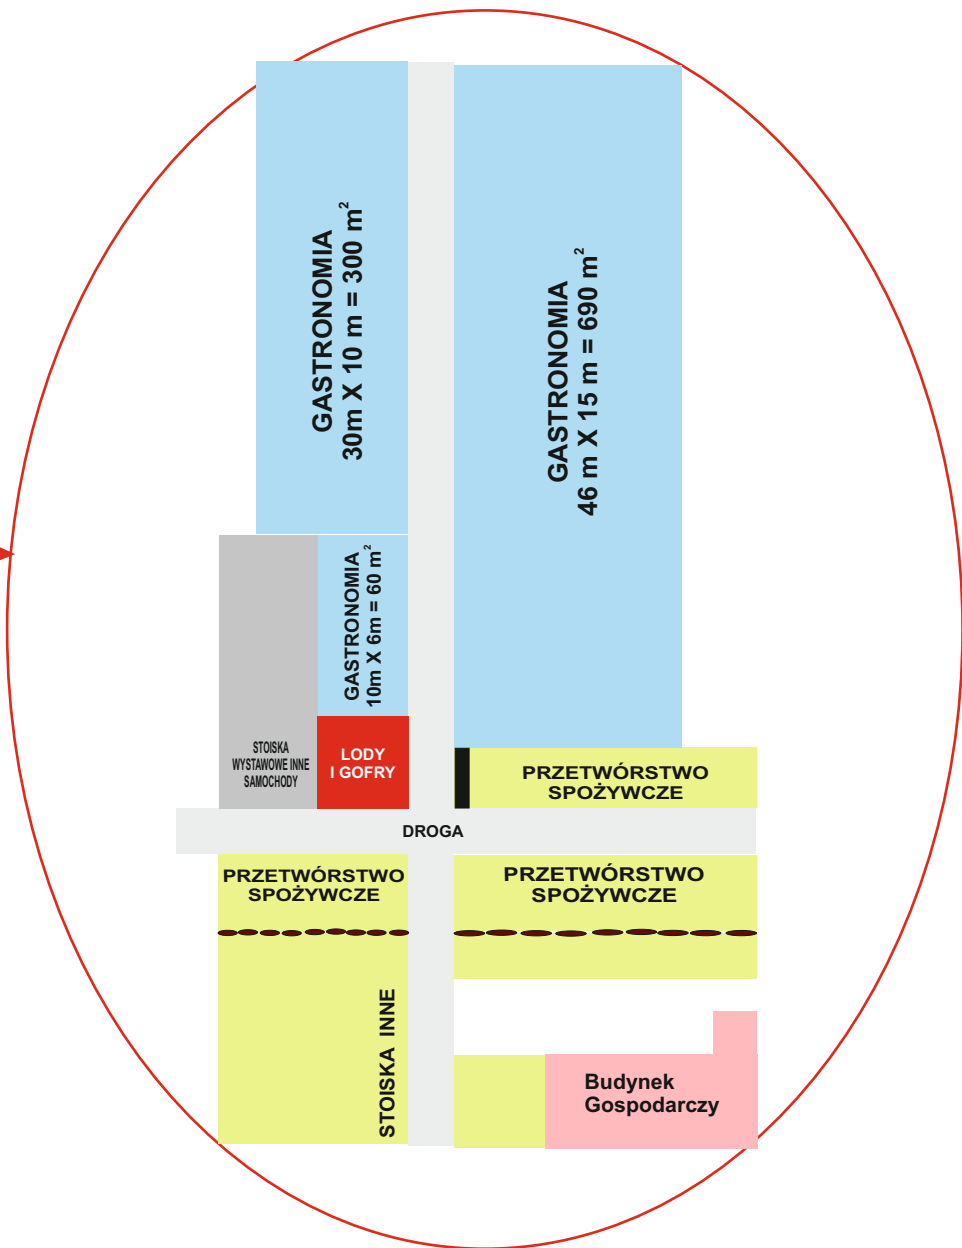 GASTRONOMIA
30m X 10 m = 300 m²
GASTRONOMIA
46 m X 15 m = 690 m²
GASTRONOMIA
10m X 6m = 60 m²
STOISKA
WYSTAWOWE INNE
SAMOCHODY
LODY
I GOFRY
PRZETWÓRSTWO
SPOŻYWCZE
DROGA
PRZETWÓRSTWO
SPOŻYWCZE
PRZETWÓRSTWO
SPOŻYWCZE
STOISKA INNE
Budynek
Gospodarczy